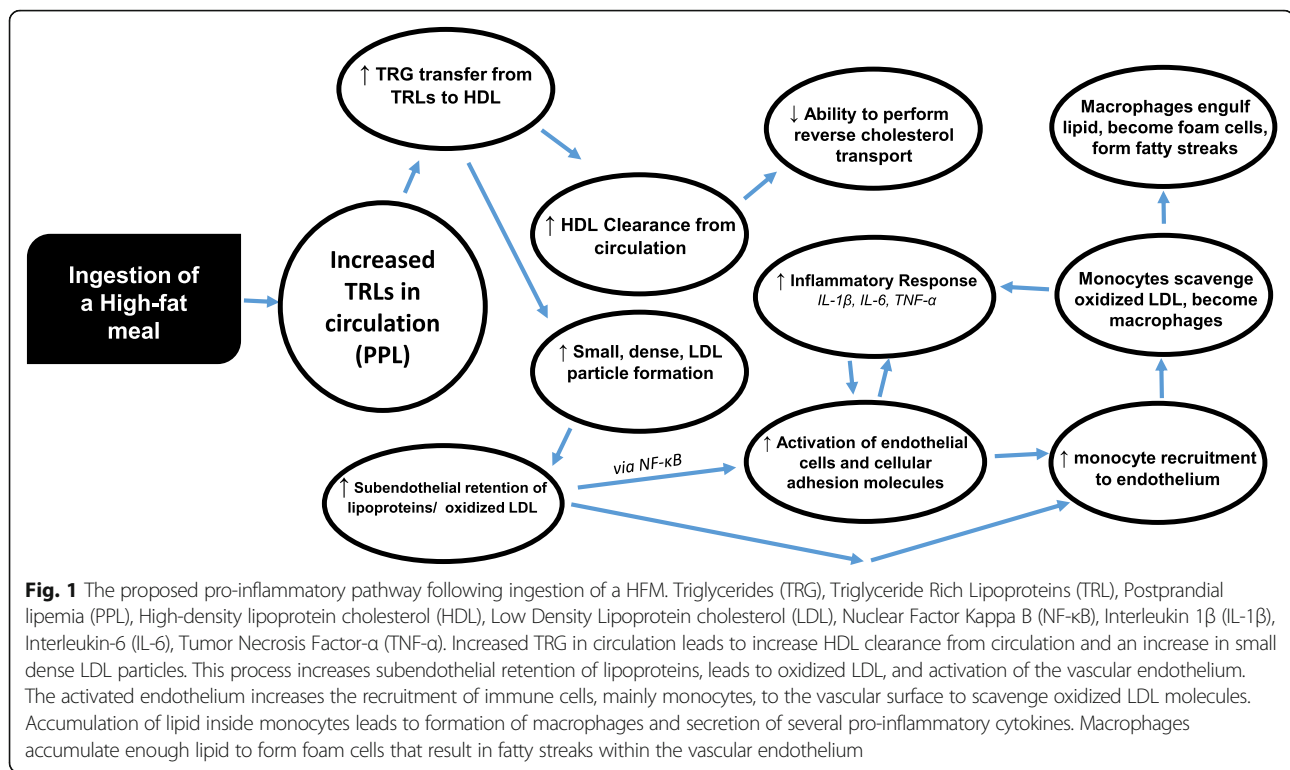 ↑ TRG transfer from
TRLs to HDL
↓ Ability to perform
reverse cholesterol
transport
Macrophages engulf
lipid, become foam cells,
form fatty streaks
↑ HDL Clearance from
circulation
Ingestion of
a High-fat
meal
Increased
TRLs in
circulation
(PPL)
↑ Inflammatory Response
IL-1β, IL-6, TNF-α
Monocytes scavenge
oxidized LDL, become
macrophages
↑ Small, dense, LDL
particle formation
↑ Subendothelial retention of
lipoproteins/ oxidized LDL
via NF-κB
↑ Activation of endothelial
cells and cellular
adhesion molecules
↑ monocyte recruitment
to endothelium
Fig. 1 The proposed pro-inflammatory pathway following ingestion of a HFM. Triglycerides (TRG), Triglyceride Rich Lipoproteins (TRL), Postprandial
lipemia (PPL), High-density lipoprotein cholesterol (HDL), Low Density Lipoprotein cholesterol (LDL), Nuclear Factor Kappa B (NF-κB), Interleukin 1β (IL-1β),
Interleukin-6 (IL-6), Tumor Necrosis Factor-α (TNF-α). Increased TRG in circulation leads to increase HDL clearance from circulation and an increase in small
dense LDL particles. This process increases subendothelial retention of lipoproteins, leads to oxidized LDL, and activation of the vascular endothelium.
The activated endothelium increases the recruitment of immune cells, mainly monocytes, to the vascular surface to scavenge oxidized LDL molecules.
Accumulation of lipid inside monocytes leads to formation of macrophages and secretion of several pro-inflammatory cytokines. Macrophages
accumulate enough lipid to form foam cells that result in fatty streaks within the vascular endothelium